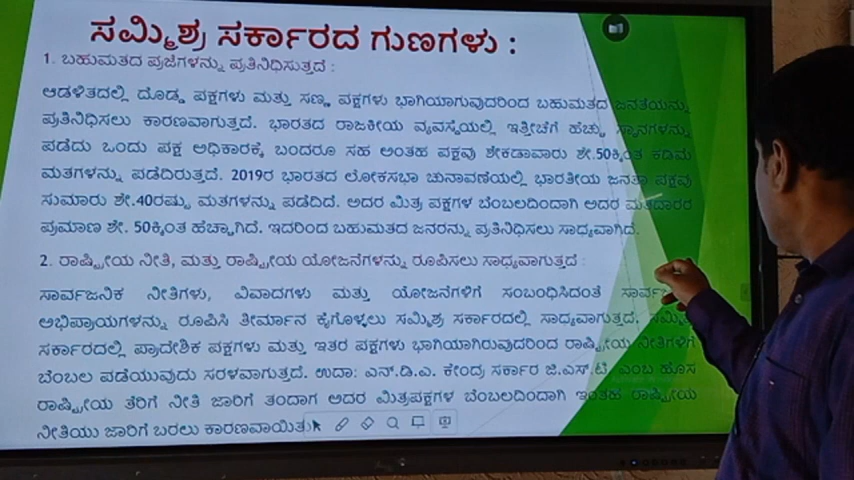 ಸಮ್ಮಿಶ್ರ ಸರ್ಕಾರದ ಗುಣಗಳು :
1. ಬಹುಮತದ ಪ್ರಜೆಗಳನ್ನು ಪ್ರತಿನಿಧಿಸುತ್ತದೆ :
ಆಡಳಿತದಲ್ಲಿ ದೊಡ್ಡ ಪಕ್ಷಗಳು ಮತ್ತು ಸಣ್ಣ ಪಕ್ಷಗಳು ಭಾಗಿಯಾಗುವುದರಿಂದ ಬಹುಮತದ ಜನತೆಯನ್ನು
ಪ್ರತಿನಿಧಿಸಲು ಕಾರಣವಾಗುತ್ತದೆ. ಭಾರತದ ರಾಜಕೀಯ ವ್ಯವಸ್ಥೆಯಲ್ಲಿ ಇತ್ತೀಚೆಗೆ ಹೆಚ್ಚು ಸ್ಥಾನಗಳನ್ನು
ಪಡೆದು ಒಂದು ಪಕ್ಷ ಅಧಿಕಾರಕ್ಕೆ ಬಂದರೂ ಸಹ ಅಂತಹ ಪಕ್ಷವು ಶೇಕಡಾವಾರು ಶೇ.50ಕ್ಕಿಂತ ಕಡಿಮೆ
ಮತಗಳನ್ನು ಪಡೆದಿರುತ್ತದೆ. 2019ರ ಭಾರತದ ಲೋಕಸಭಾ ಚುನಾವಣೆಯಲ್ಲಿ ಭಾರತೀಯ ಜನತಾ ಪಕ್ಷವು
ಸುಮಾರು ಶೇ.40ರಷ್ಟು ಮತಗಳನ್ನು ಪಡೆದಿದೆ. ಅದರ ಮಿತ್ರ ಪಕ್ಷಗಳ ಬೆಂಬಲದಿಂದಾಗಿ ಅದರ ಮತದಾರರ
ಪ್ರಮಾಣ ಶೇ. 50ಕ್ಕಿಂತ ಹೆಚ್ಚಾಗಿದೆ. ಇದರಿಂದ ಬಹುಮತದ ಜನರನ್ನು ಪ್ರತಿನಿಧಿಸಲು ಸಾಧ್ಯವಾಗಿದೆ.
2. ರಾಷ್ಟ್ರೀಯ ನೀತಿ, ಮತ್ತು ರಾಷ್ಟ್ರೀಯ ಯೋಜನೆಗಳನ್ನು ರೂಪಿಸಲು ಸಾಧ್ಯವಾಗುತ್ತದೆ :
ಸಾರ್ವಜನಿಕ ನೀತಿಗಳು, ವಿವಾದಗಳು ಮತ್ತು ಯೋಜನೆಗಳಿಗೆ ಸಂಬಂಧಿಸಿದಂತೆ
ಅಭಿಪ್ರಾಯಗಳನ್ನು ರೂಪಿಸಿ ತೀರ್ಮಾನ ಕೈಗೊಳ್ಳಲು ಸಮ್ಮಿಶ್ರ ಸರ್ಕಾರದಲ್ಲಿ ಸಾಧ್ಯವಾಗುತ್ತದೆ. ಸಮ್ಮಿಶ್ರ
ಸರ್ಕಾರದಲ್ಲಿ ಪ್ರಾದೇಶಿಕ ಪಕ್ಷಗಳು ಮತ್ತು ಇತರ ಪಕ್ಷಗಳು ಭಾಗಿಯಾಗಿರುವುದರಿಂದ ರಾಷ್ಟ್ರೀಯ ನೀತಿಗಳಿಗೆ
ಬೆಂಬಲ ಪಡೆಯುವುದು ಸರಳವಾಗುತ್ತದೆ. ಉದಾ: ಎನ್.ಡಿ.ಎ. ಕೇಂದ್ರ ಸರ್ಕಾರ ಜಿ.ಎಸ್.ಟಿ. ಎಂಬ ಹೊಸ
ರಾಷ್ಟ್ರೀಯ ತೆರಿಗೆ ನೀತಿ ಜಾರಿಗೆ ತಂದಾಗ ಅದರ ಮಿತ್ರಪಕ್ಷಗಳ ಬೆಂಬಲದಿಂದಾಗಿ ಇಂತಹ ರಾಷ್ಟ್ರೀಯ
ನೀತಿಯು ಜಾರಿಗೆ ಬರಲು ಕಾರಣವಾಯಿತು